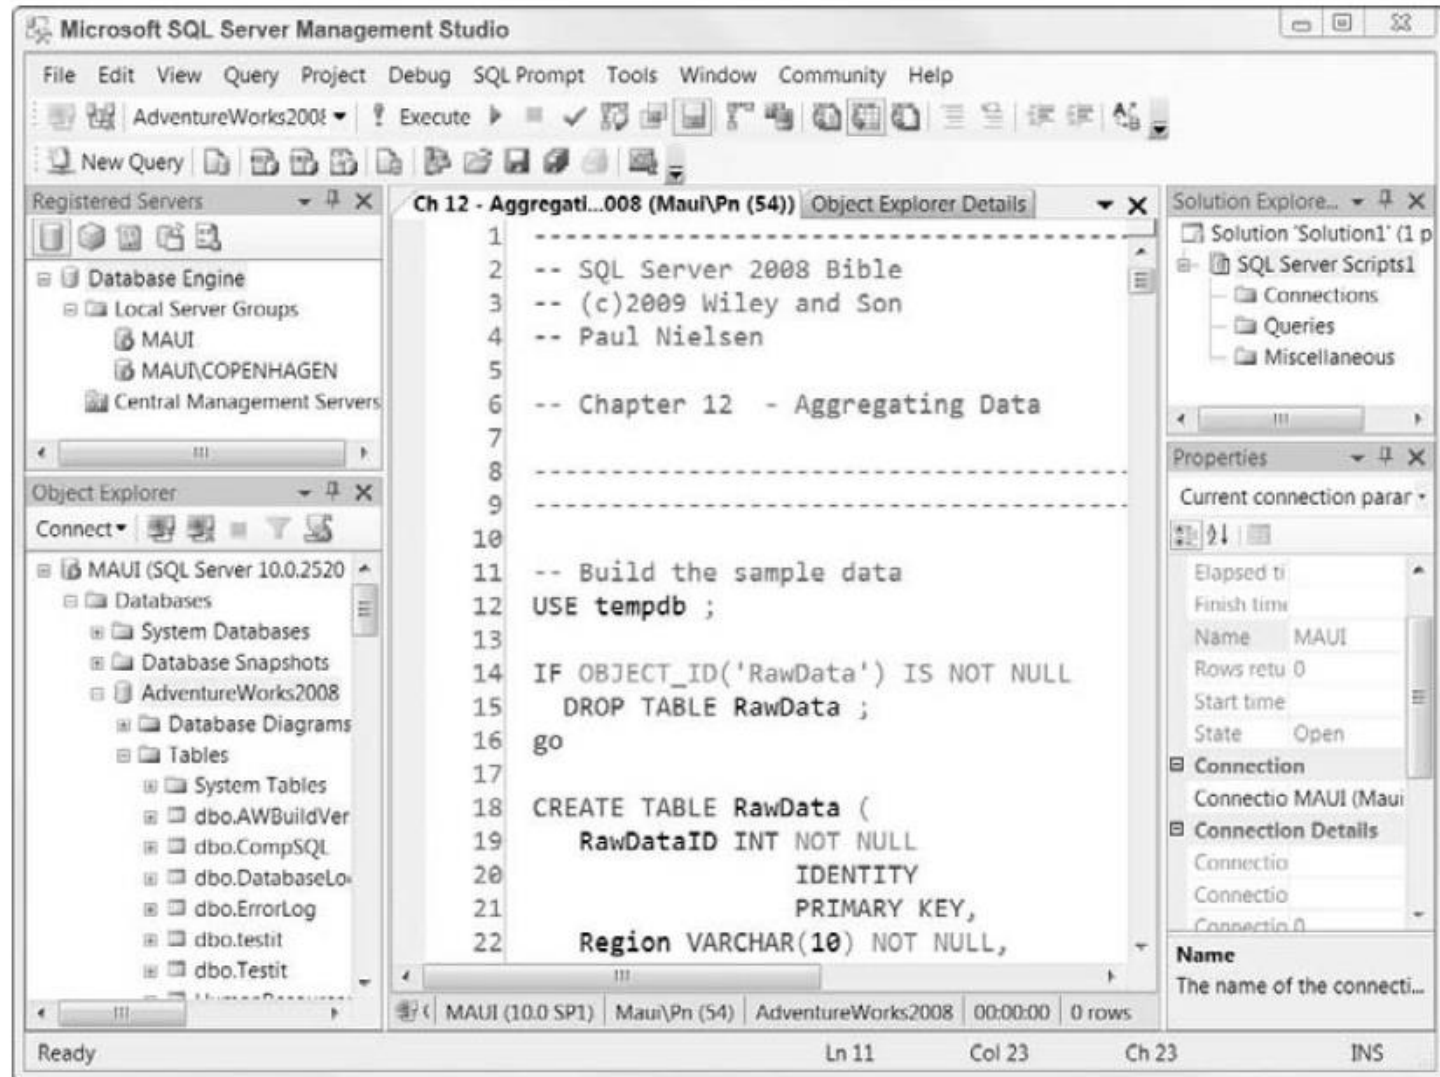 Microsoft SQL Server Management Studio
File Edit View Query Project Debug SQL Prompt Tools Window Community Help
AdventureWorks2008 Execute
New Query
Registered Servers
Database Engine
Local Server Groups
MAUI
MAUI\COPENHAGEN
Central Management Servers
Object Explorer
Connect
MAUI (SQL Server 10.0.2520
Databases
System Databases
Database Snapshots
AdventureWorks2008
Database Diagrams
Tables
System Tables
dbo.AWBuildVer
dbo.CompSQL
dbo.DatabaseLo
dbo.ErrorLog
dbo.testit
dbo.Testit
Ch 12 - Aggregati...008 (Maui\Pn (54)) Object Explorer Details
1 ---------------------------------------
2 -- SQL Server 2008 Bible
3 -- (c)2009 Wiley and Son
4 -- Paul Nielsen
5
6 -- Chapter 12 - Aggregating Data
7
8 ---------------------------------------
9 ---------------------------------------
10
11 -- Build the sample data
12 USE tempdb ;
13
14 IF OBJECT_ID('RawData') IS NOT NULL
15 DROP TABLE RawData ;
16 go
17
18 CREATE TABLE RawData (
19 RawDataID INT NOT NULL
20 IDENTITY
21 PRIMARY KEY,
22 Region VARCHAR(10) NOT NULL,
MAUI (10.0 SP1) Maui\Pn (54) AdventureWorks2008 00:00:00 0 rows
Solution Explore...
Solution 'Solution1' (1 p
SQL Server Scripts1
Connections
Queries
Miscellaneous
Properties
Current connection parar
Elapsed ti
Finish time
Name MAUI
Rows retu 0
Start time
State Open
Connection
Connectio MAUI (Maui
Connection Details
Connectio
Connectio
Connectio 0
Name
The name of the connecti...
Ready Ln 11 Col 23 Ch 23 INS